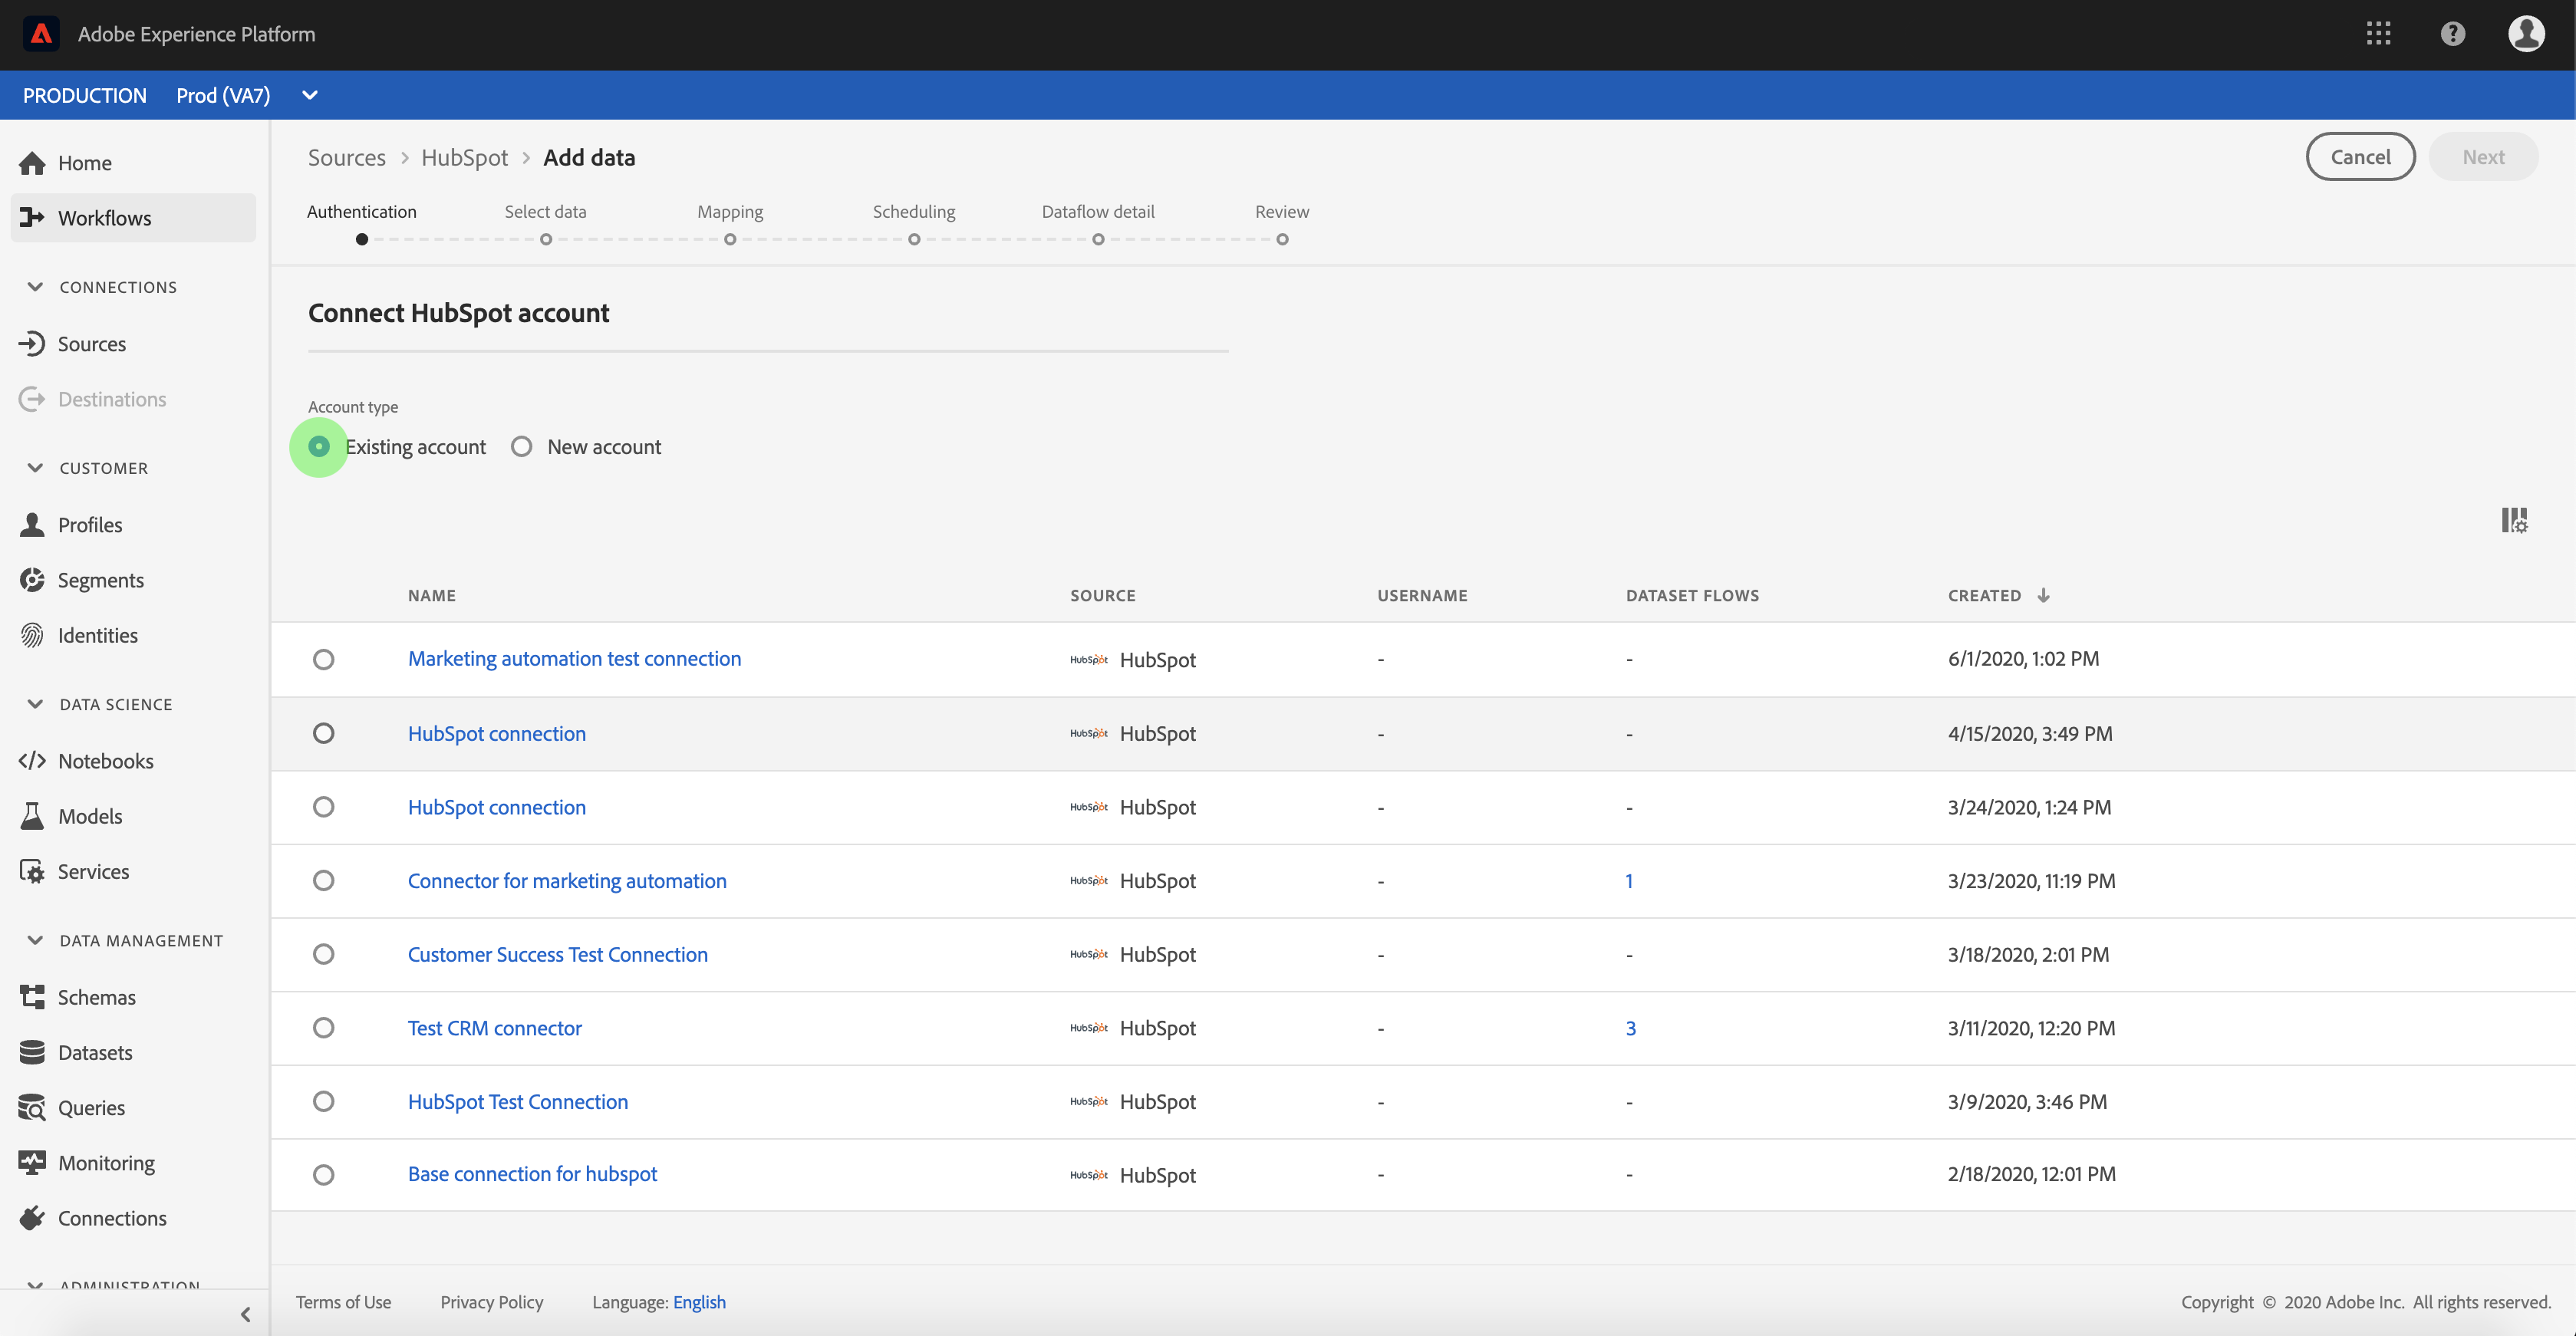 Adobe Experience Platform
PRODUCTION Prod (VA7)
Home
Workflows
CONNECTIONS
Sources
Destinations
CUSTOMER
Profiles
Segments
Identities
DATA SCIENCE
Notebooks
Models
Services
DATA MANAGEMENT
Schemas
Datasets
Queries
Monitoring
Connections
ADMINISTRATION
Sources > HubSpot > Add data
Cancel Next
Authentication Select data Mapping Scheduling Dataflow detail Review
Connect HubSpot account
Account type
Existing account New account
NAME SOURCE USERNAME DATASET FLOWS CREATED ↓
Marketing automation test connection HubSpot HubSpot - - 6/1/2020, 1:02 PM
HubSpot connection HubSpot HubSpot - - 4/15/2020, 3:49 PM
HubSpot connection HubSpot HubSpot - - 3/24/2020, 1:24 PM
Connector for marketing automation HubSpot HubSpot - 1 3/23/2020, 11:19 PM
Customer Success Test Connection HubSpot HubSpot - - 3/18/2020, 2:01 PM
Test CRM connector HubSpot HubSpot - 3 3/11/2020, 12:20 PM
HubSpot Test Connection HubSpot HubSpot - - 3/9/2020, 3:46 PM
Base connection for hubspot HubSpot HubSpot - - 2/18/2020, 12:01 PM
Terms of Use Privacy Policy Language: English Copyright © 2020 Adobe Inc. All rights reserved.